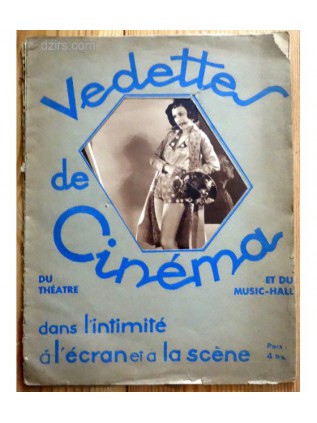 dzirs.com
Vedettes
de
Cinéma
DU
THÉATRE
ET DU
MUSIC-HALL
dans l'intimité
à l'écran et a la scène
Prix :
4 frs.